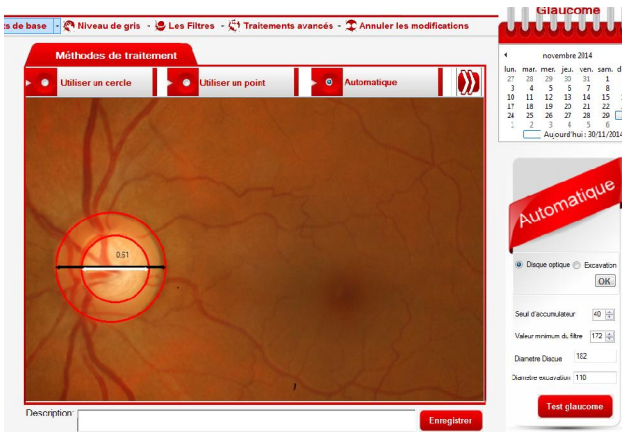 ts de base - Niveau de gris - Les Filtres - Traitements avancés - Annuler les modifications
Glaucome
Méthodes de traitement
Utiliser un cercle
Utiliser un point
Automatique
novembre 2014
lun. mar. mer. jeu. ven. sam. d
27 28 29 30 31 1
3 4 5 6 7 8
10 11 12 13 14 15
17 18 19 20 21 22
24 25 26 27 28 29
1 2 3 4 5 6
Aujourd'hui : 30/11/2014
0.61
Automatique
Disque optique Excavation
OK
Seuil d'accumulateur 40
Valeur mnimum du filtre 172
Diametre Disque 182
Diametre excavation 110
Test glaucome
Description:
Enregistrer